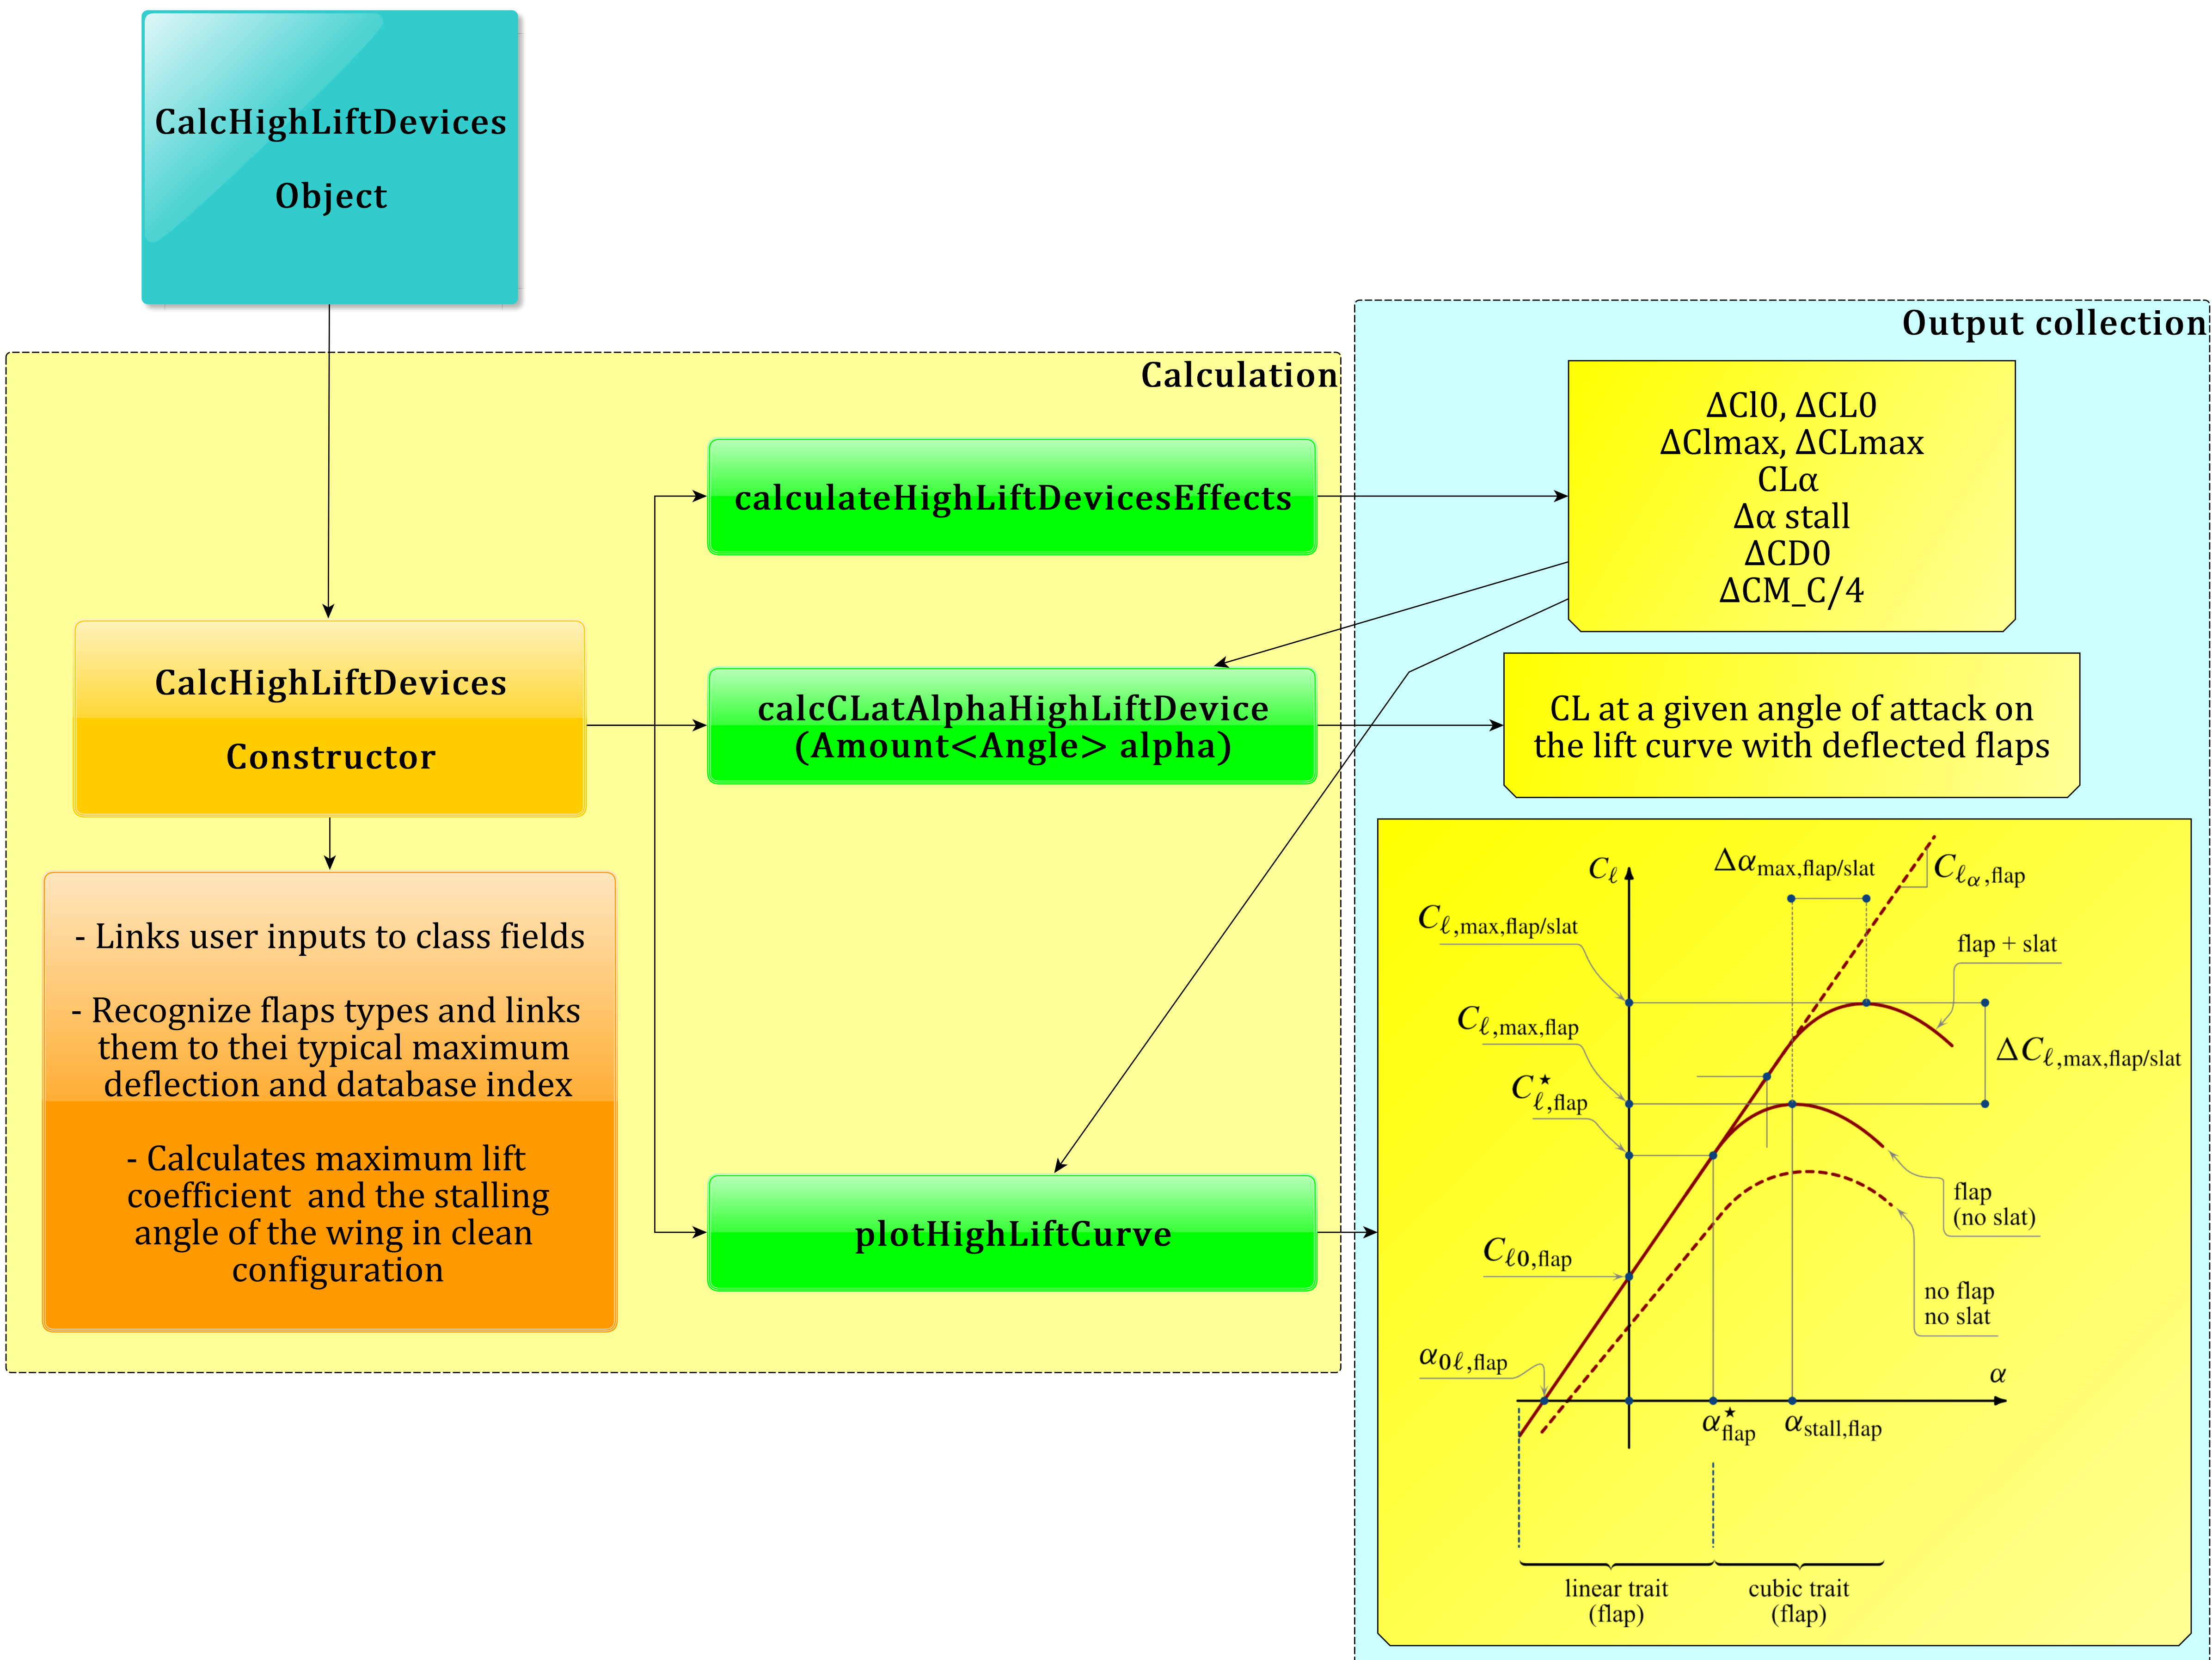 CalcHighLiftDevices
Object
Calculation
CalcHighLiftDevices
Constructor
- Links user inputs to class fields
- Recognize flaps types and links
them to thei typical maximum
deflection and database index
- Calculates maximum lift
coefficient  and the stalling
angle of the wing in clean
configuration
calculateHighLiftDevicesEffects
calcCLatAlphaHighLiftDevice
(Amount<Angle> alpha)
plotHighLiftCurve
Output collection
ΔCl0, ΔCL0
ΔClmax, ΔCLmax
CLα
Δα stall
ΔCD0
ΔCM_C/4
CL at a given angle of attack on
the lift curve with deflected flaps
Cℓ
Δαmax,flap/slat
Cℓα,flap
Cℓ,max,flap/slat
flap + slat
Cℓ,max,flap
ΔCℓ,max,flap/slat
C★ℓ,flap
flap
(no slat)
Cℓ0,flap
no flap
no slat
α0ℓ,flap
α
α★flap
αstall,flap
linear trait
(flap)
cubic trait
(flap)